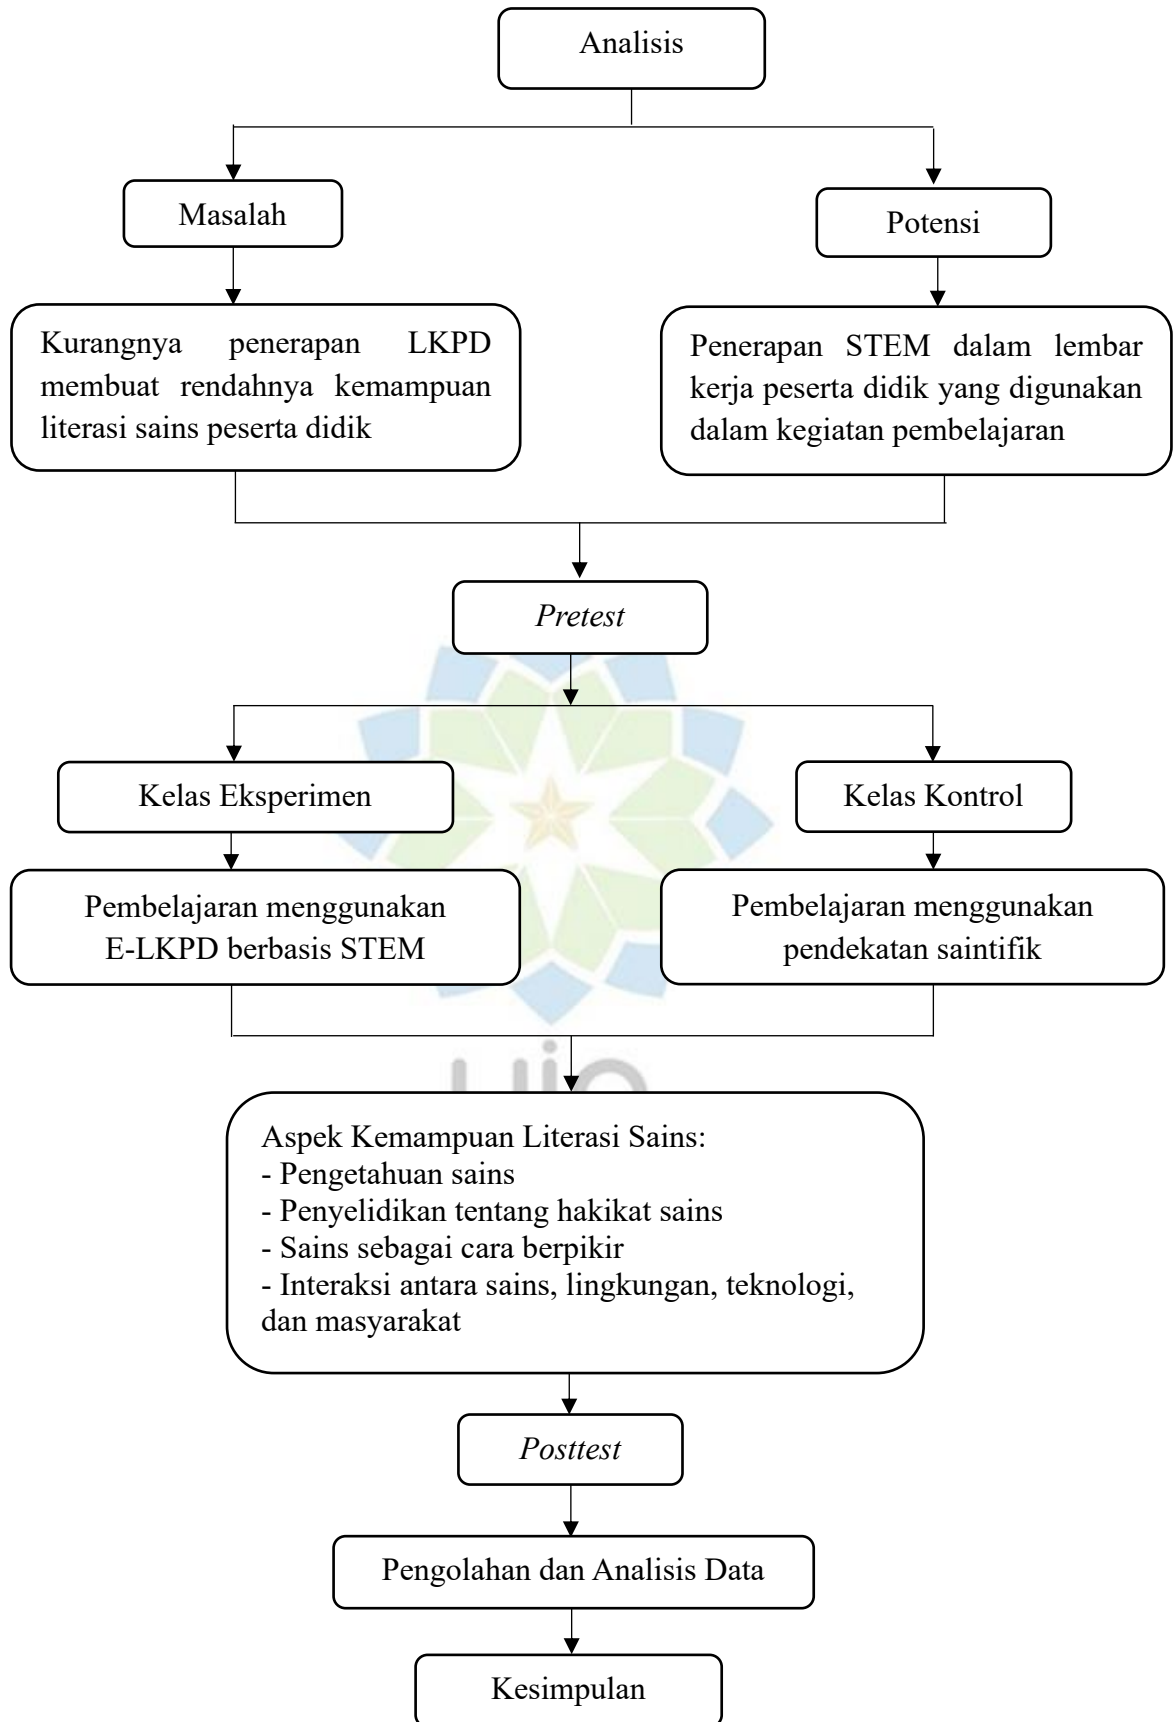 Analisis
Masalah
Potensi
Kurangnya penerapan LKPD
membuat rendahnya kemampuan
literasi sains peserta didik
Penerapan STEM dalam lembar
kerja peserta didik yang digunakan
dalam kegiatan pembelajaran
Pretest
Kelas Eksperimen
Kelas Kontrol
Pembelajaran menggunakan
E-LKPD berbasis STEM
Pembelajaran menggunakan
pendekatan saintifik
Aspek Kemampuan Literasi Sains:
- Pengetahuan sains
- Penyelidikan tentang hakikat sains
- Sains sebagai cara berpikir
- Interaksi antara sains, lingkungan, teknologi,
dan masyarakat
Posttest
Pengolahan dan Analisis Data
Kesimpulan